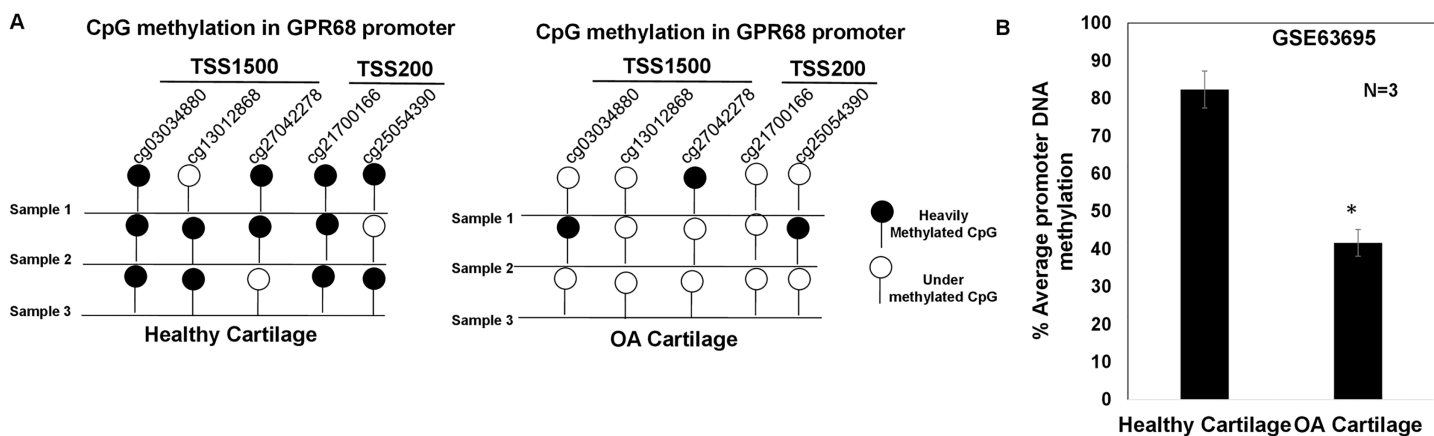 A
CpG methylation in GPR68 promoter
TSS1500
TSS200
cg03034880
cg13012868
cg27042278
cg21700166
cg25054390
Sample 1
Sample 2
Sample 3
Healthy Cartilage
CpG methylation in GPR68 promoter
TSS1500
TSS200
cg03034880
cg13012868
cg27042278
cg21700166
cg25054390
Sample 1
Sample 2
Sample 3
OA Cartilage
Heavily
Methylated CpG
Under
methylated CpG
B
% Average promoter DNA
methylation
100
90
80
70
60
50
40
30
20
10
0
GSE63695
N=3
*
Healthy Cartilage
OA Cartilage